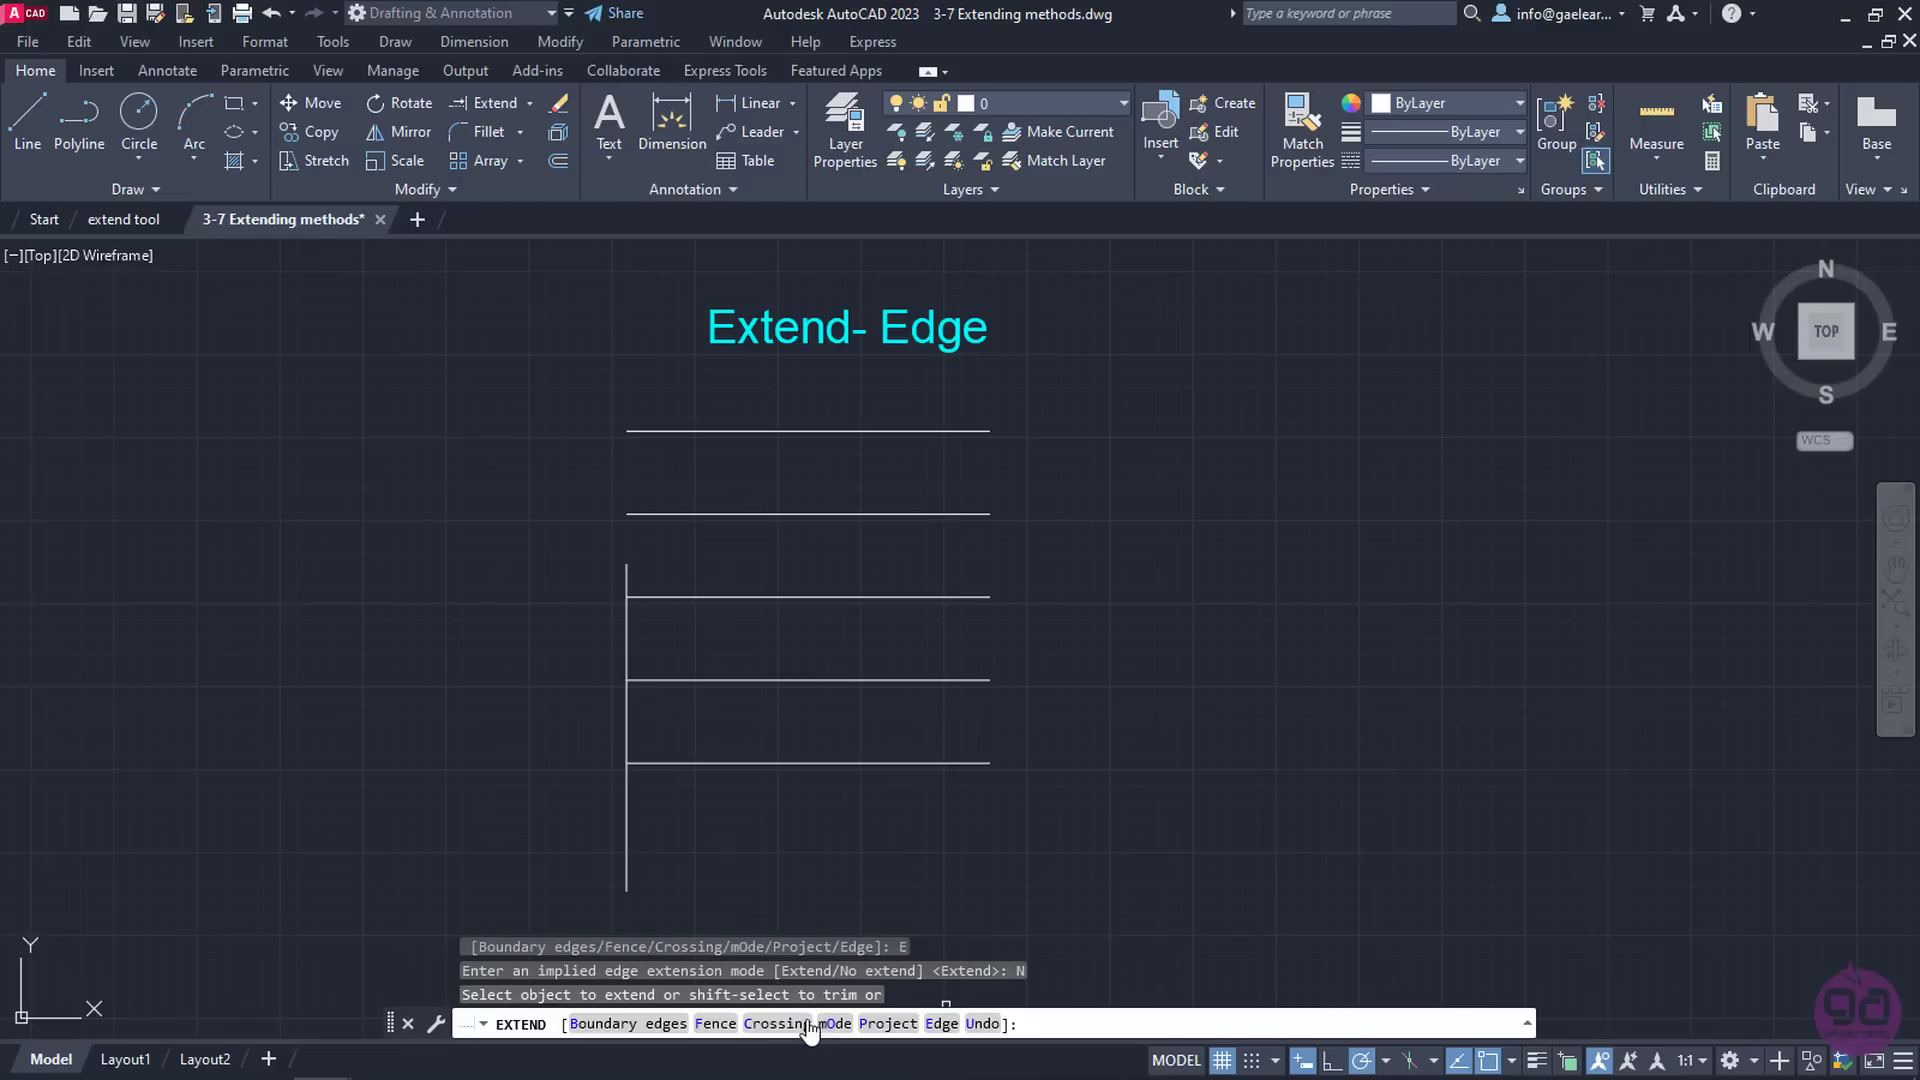 CAD
Drafting & Annotation
Share
Autodesk AutoCAD 2023
3-7 Extending methods.dwg
Type a keyword or phrase
info@gaelear...
File
Edit
View
Insert
Format
Tools
Draw
Dimension
Modify
Parametric
Window
Help
Express
Home
Insert
Annotate
Parametric
View
Manage
Output
Add-ins
Collaborate
Express Tools
Featured Apps
Line
Polyline
Circle
Arc
Draw
Move
Rotate
Extend
Copy
Mirror
Fillet
Stretch
Scale
Array
Modify
Text
Dimension
Linear
Leader
Table
Annotation
Layer
Properties
0
Make Current
Match Layer
Layers
Insert
Create
Edit
Block
Match
Properties
ByLayer
ByLayer
ByLayer
Properties
Group
Groups
Measure
Utilities
Paste
Clipboard
Base
View
Start
extend tool
3-7 Extending methods*
[−][Top][2D Wireframe]
Extend- Edge
N
W
TOP
E
S
WCS
Y
X
[Boundary edges/Fence/Crossing/mOde/Project/Edge]: E
Enter an implied edge extension mode [Extend/No extend] <Extend>: N
Select object to extend or shift-select to trim or
EXTEND [Boundary edges Fence Crossing mOde Project Edge Undo]:
Model
Layout1
Layout2
MODEL
1:1